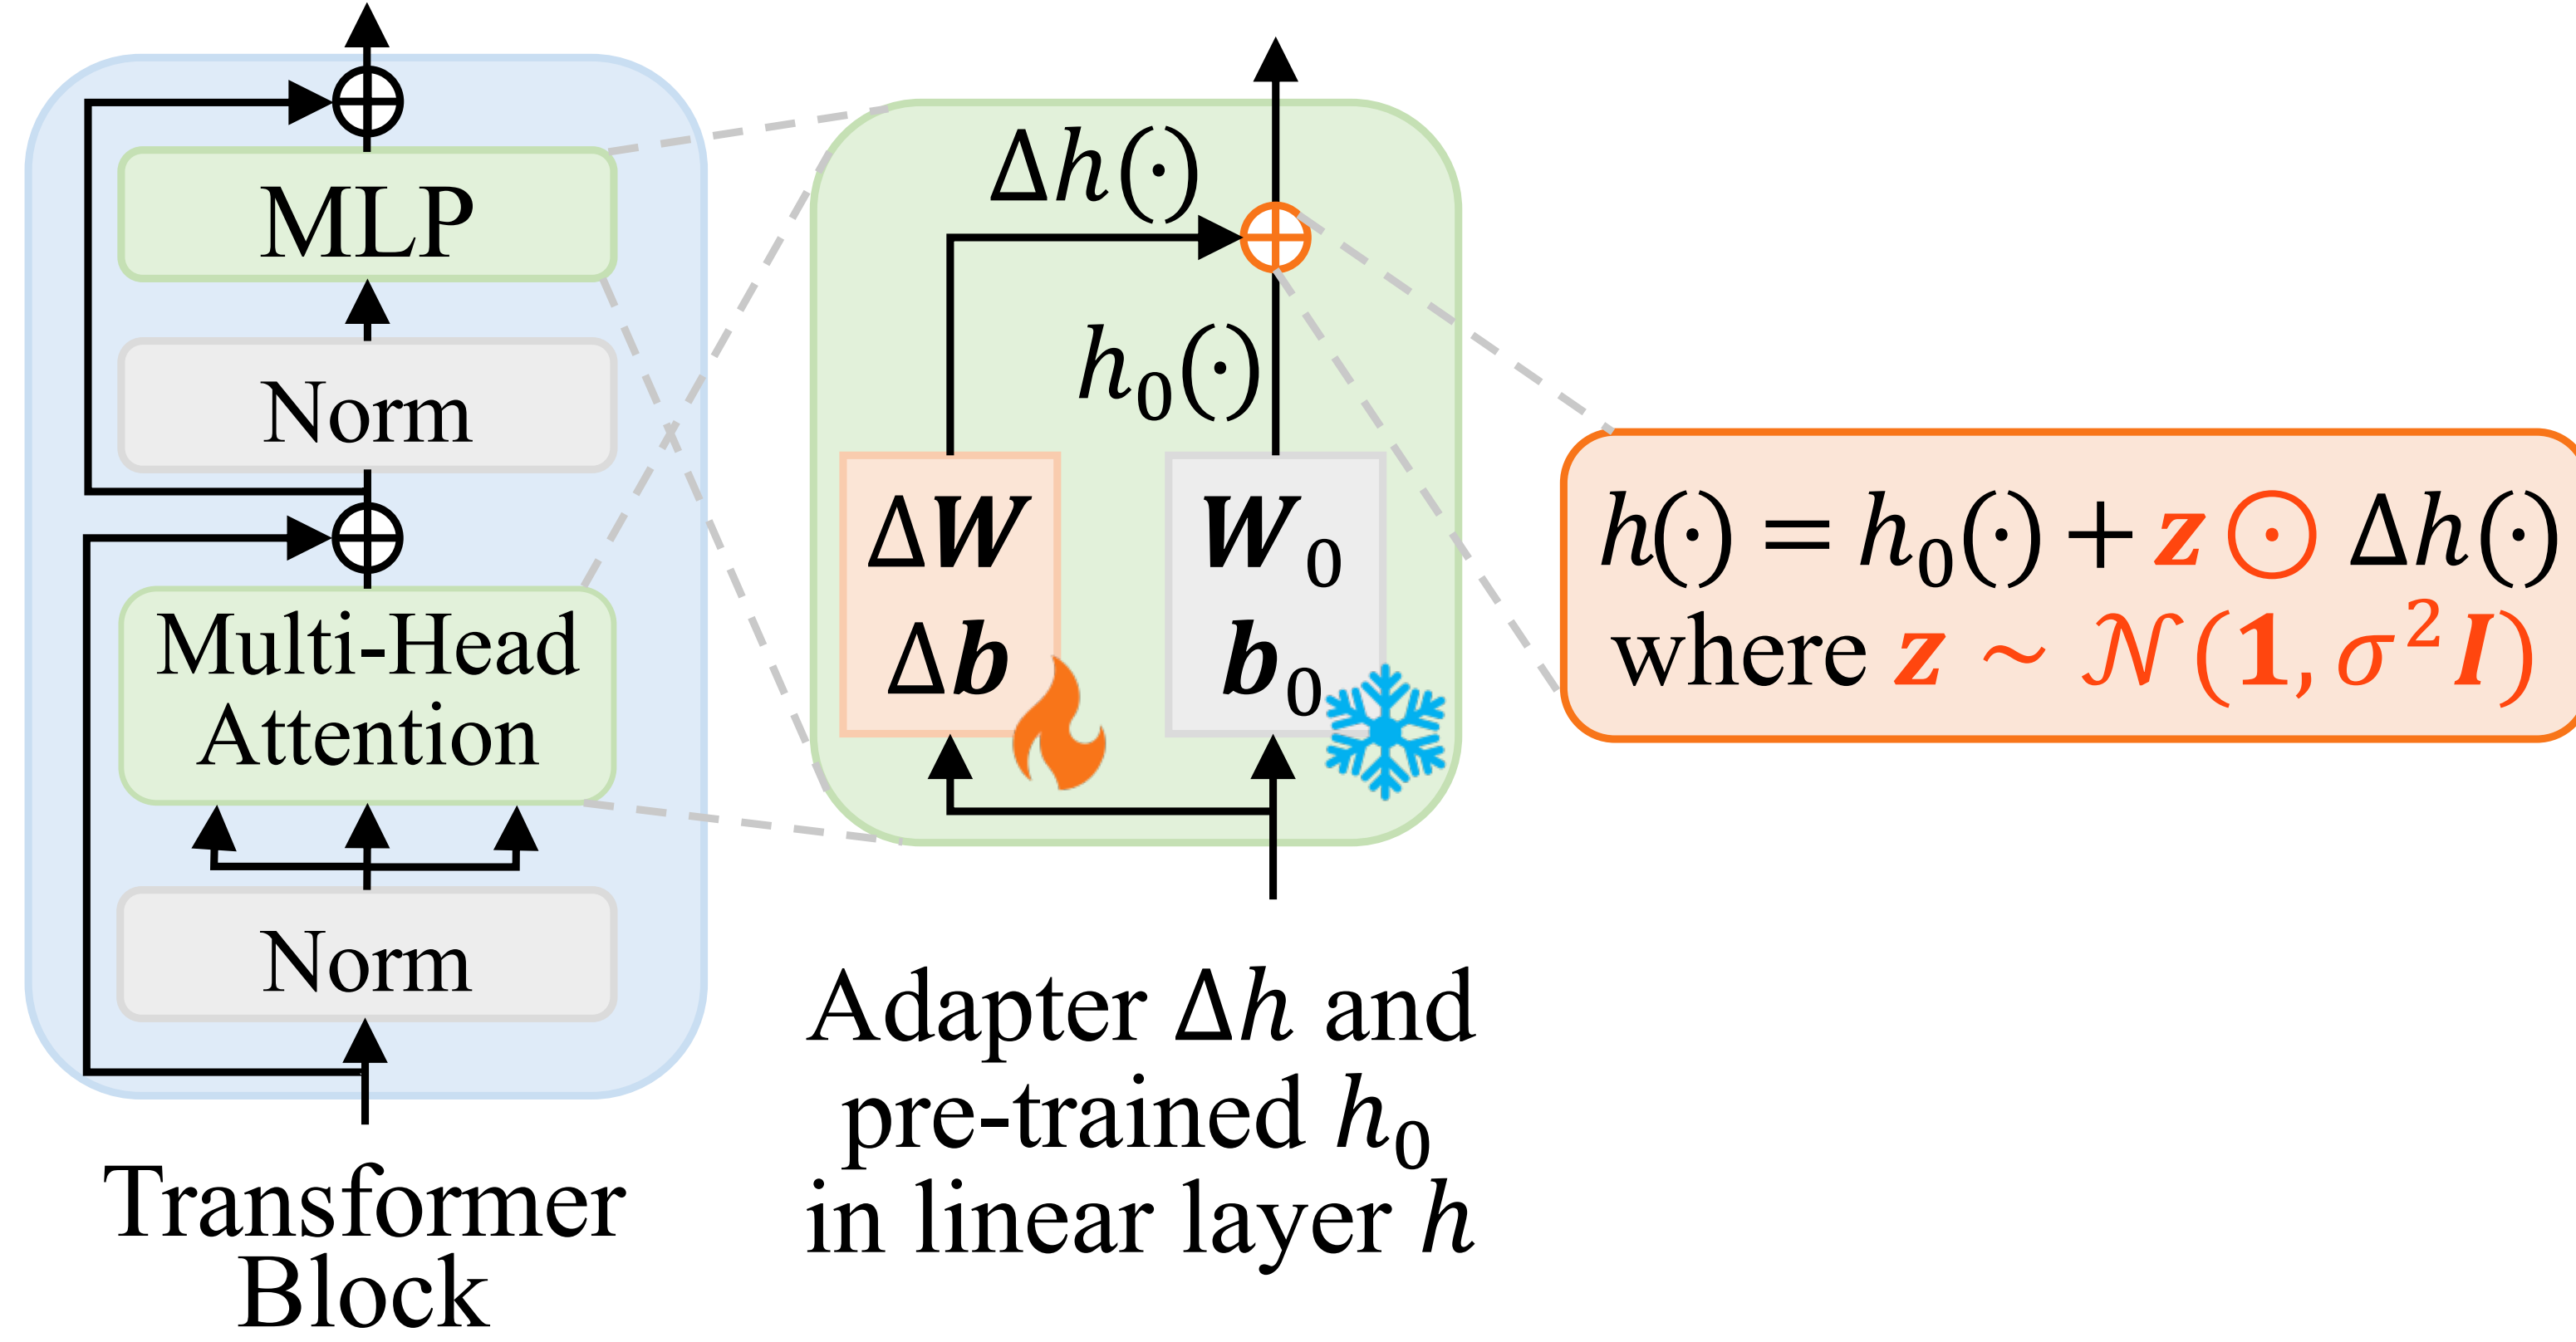 MLP
Norm
Multi-Head
Attention
Norm
Transformer
Block
Δh(·)
h₀(·)
ΔW
Δb
W₀
b₀
Adapter Δh and
pre-trained h₀
in linear layer h
h(·) = h₀(·) + z ⊙ Δh(·)
where z ~ 𝒩(1, σ²I)